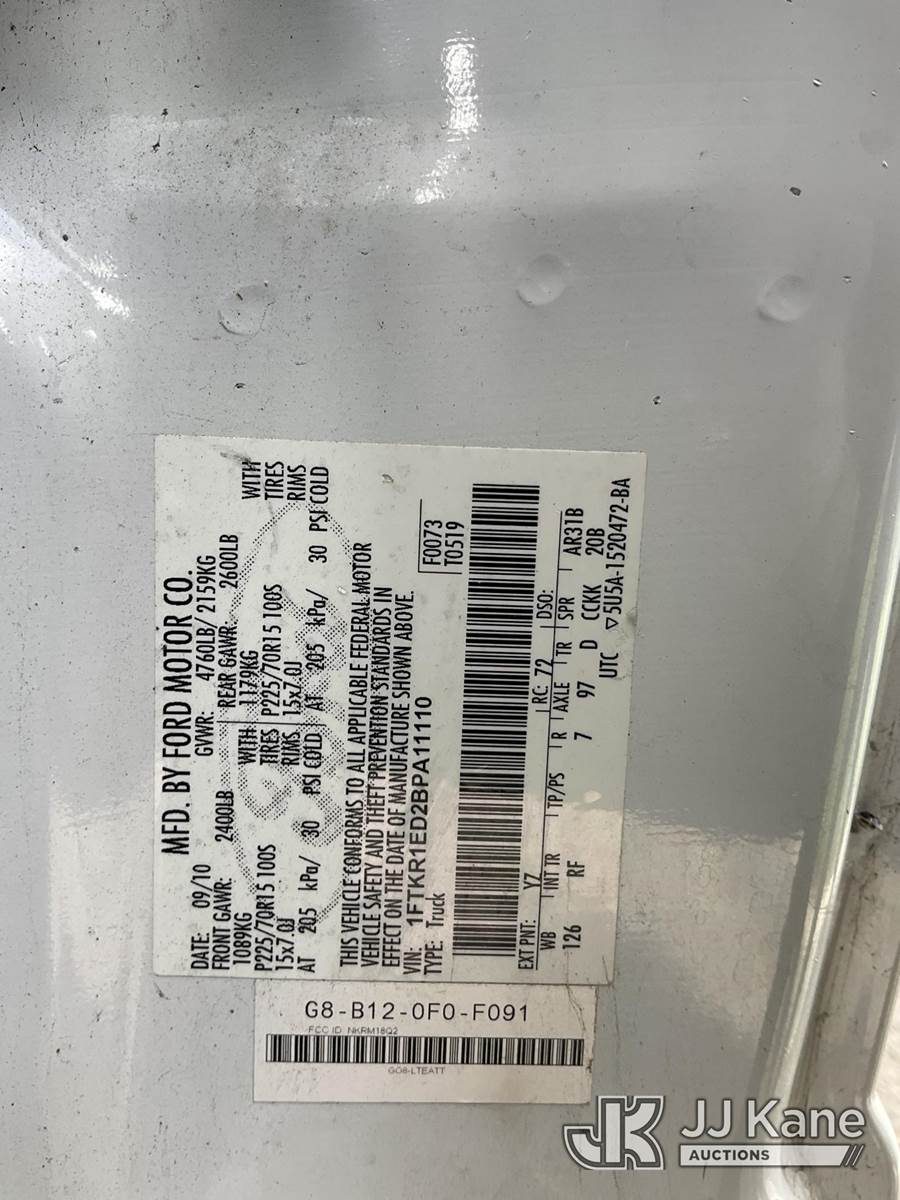 MFD. BY FORD MOTOR CO.
DATE: 09/10 GVWR: 4760LB/ 2159KG
FRONT GAWR: 2400LB REAR GAWR: 2600LB
1089KG WITH 1179KG WITH
P225/70R15 100S TIRES P225/70R15 100S TIRES
15x7.0J RIMS 15x7.0J RIMS
AT 205 kPa/ 30 PSI COLD AT 205 kPa/ 30 PSI COLD
THIS VEHICLE CONFORMS TO ALL APPLICABLE FEDERAL MOTOR
VEHICLE SAFETY AND THEFT PREVENTION STANDARDS IN
EFFECT ON THE DATE OF MANUFACTURE SHOWN ABOVE.
VIN: 1FTKR1ED2BPA11110 F0073
TYPE: Truck T0519
EXT PNT: YZ RC: 72 DSO:
WB INT TR TP/PS R AXLE TR SPR AR31B
126 RF 7 97 D CCKK 20B
UTC ▽5U5A-1520472-BA
G8-B12-0F0-F091
FCC ID: NKRM18Q2
GO8-LTEATT
JK JJ Kane
AUCTIONS